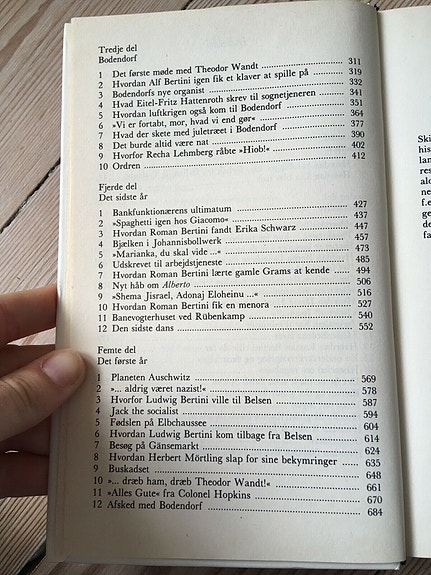 Tredje del
Bodendorf
1 Det første møde med Theodor Wandt 311
2 Hvordan Alf Bertini igen fik et klaver at spille på 319
3 Bodendorfs nye organist 332
4 Hvad Eitel-Fritz Hattenroth skrev til sognetjeneren 341
5 Hvordan luftkrigen også kom til Bodendorf 351
6 »Vi er fortabt, mor, hvad vi end gør« 364
7 Hvad der skete med juletræet i Bodendorf 377
8 Det burde altid være nat 390
9 Hvorfor Recha Lehmberg råbte »Hiob!« 402
10 Ordren 412
Fjerde del
Det sidste år
1 Bankfunktionærens ultimatum 427
2 »Spaghetti igen hos Giacomo« 437
3 Hvordan Roman Bertini fandt Erika Schwarz 447
4 Bjælken i Johannisbollwerk 457
5 »Marianka, du skal vide ...« 473
6 Udskrevet til arbejdstjeneste 485
7 Hvordan Roman Bertini lærte gamle Grams at kende 494
8 Nyt håb om Alberto 506
9 »Shema Jisrael, Adonaj Eloheinu ...« 516
10 Hvordan Roman Bertini fik en menora 527
11 Banevogterhuset ved Rübenkamp 540
12 Den sidste dans 552
Femte del
Det første år
1 Planeten Auschwitz 569
2 »... aldrig været nazist!« 578
3 Hvorfor Ludwig Bertini ville til Belsen 587
4 Jack the socialist 594
5 Fødslen på Elbchaussee 604
6 Hvordan Ludwig Bertini kom tilbage fra Belsen 614
7 Besøg på Gänsemarkt 624
8 Hvordan Herbert Mörtling slap for sine bekymringer 635
9 Buskadset 648
10 »... dræb ham, dræb Theodor Wandt!« 661
11 »Alles Gute« fra Colonel Hopkins 670
12 Afsked med Bodendorf 684